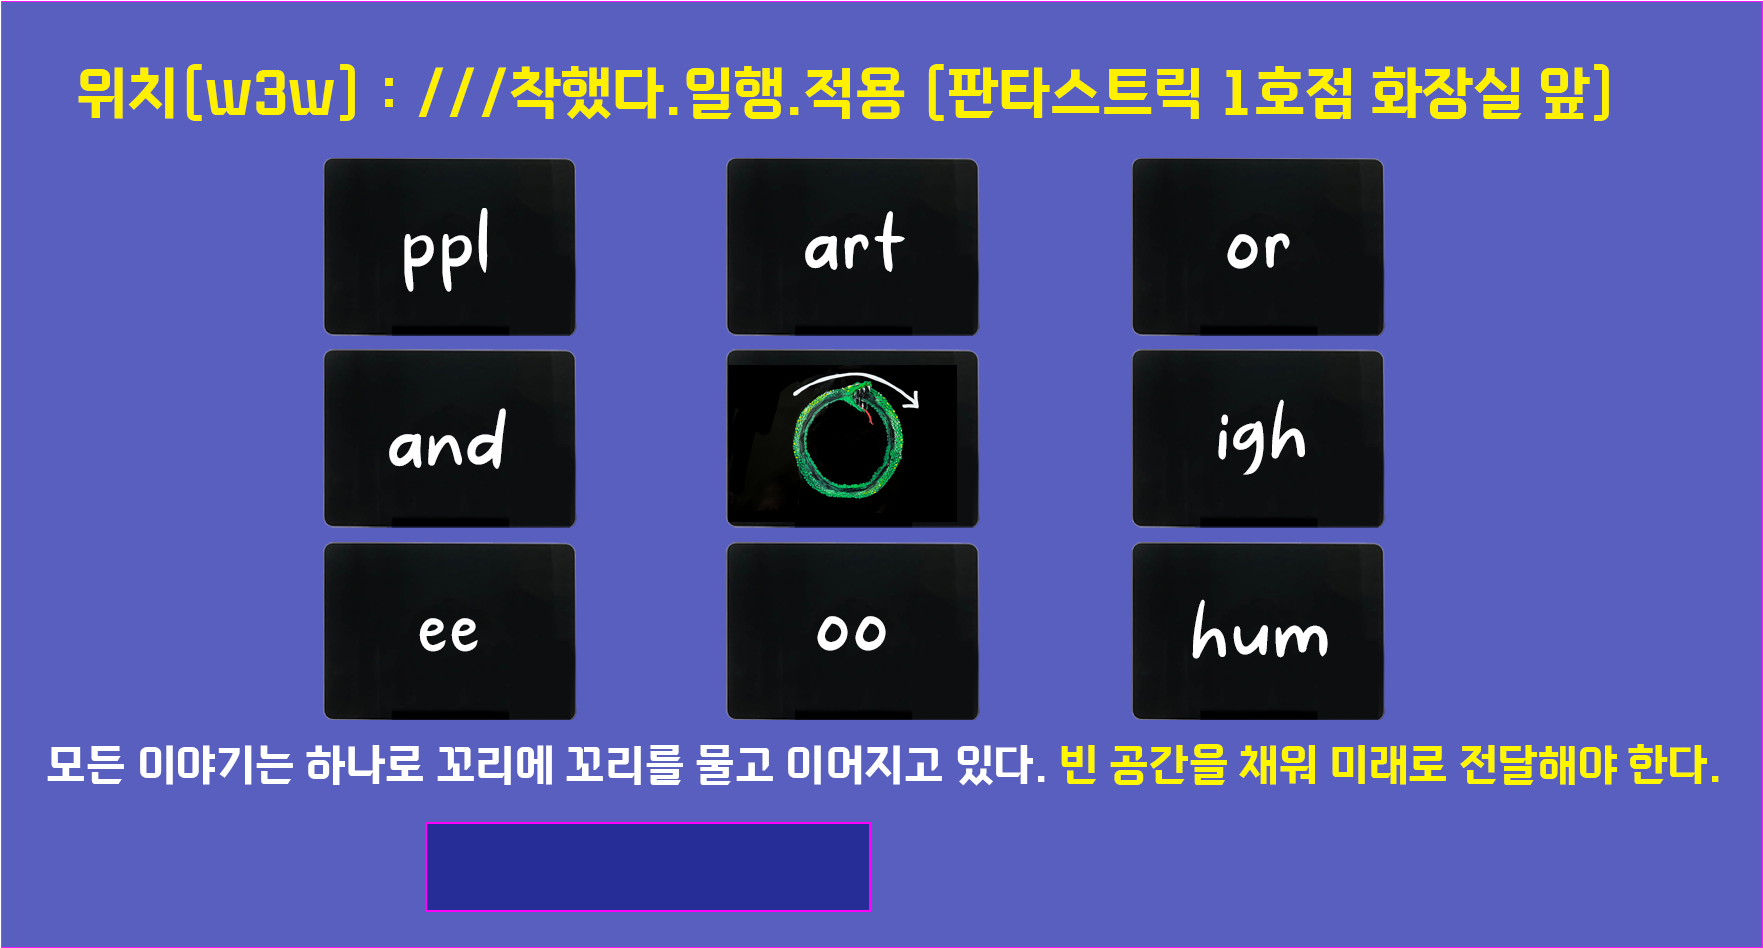 위치(w3w) : ///착했다.일행.적용 (판타스트릭 1호점 화장실 앞)
ppl art or
and igh
ee oo hum
모든 이야기는 하나로 꼬리에 꼬리를 물고 이어지고 있다. 빈 공간을 채워 미래로 전달해야 한다.